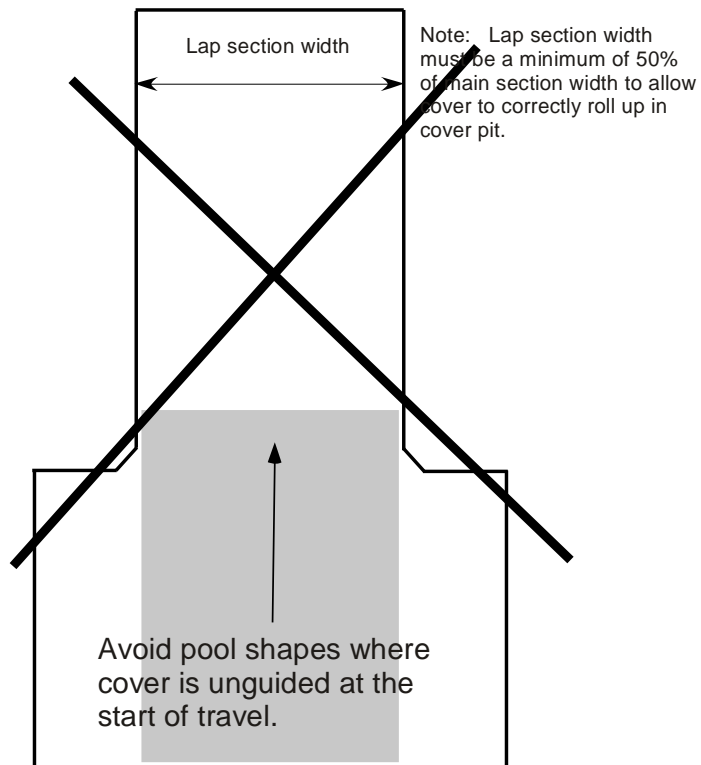 Lap section width
Note: Lap section width
must be a minimum of 50%
of main section width to allow
cover to correctly roll up in
cover pit.
Avoid pool shapes where
cover is unguided at the
start of travel.